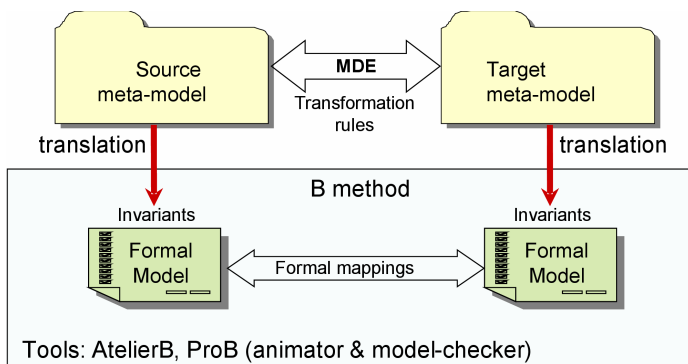 Source
meta-model
MDE
Transformation
rules
Target
meta-model
translation
translation
B method
Invariants
Invariants
Formal
Model
Formal mappings
Formal
Model
Tools: AtelierB, ProB (animator & model-checker)